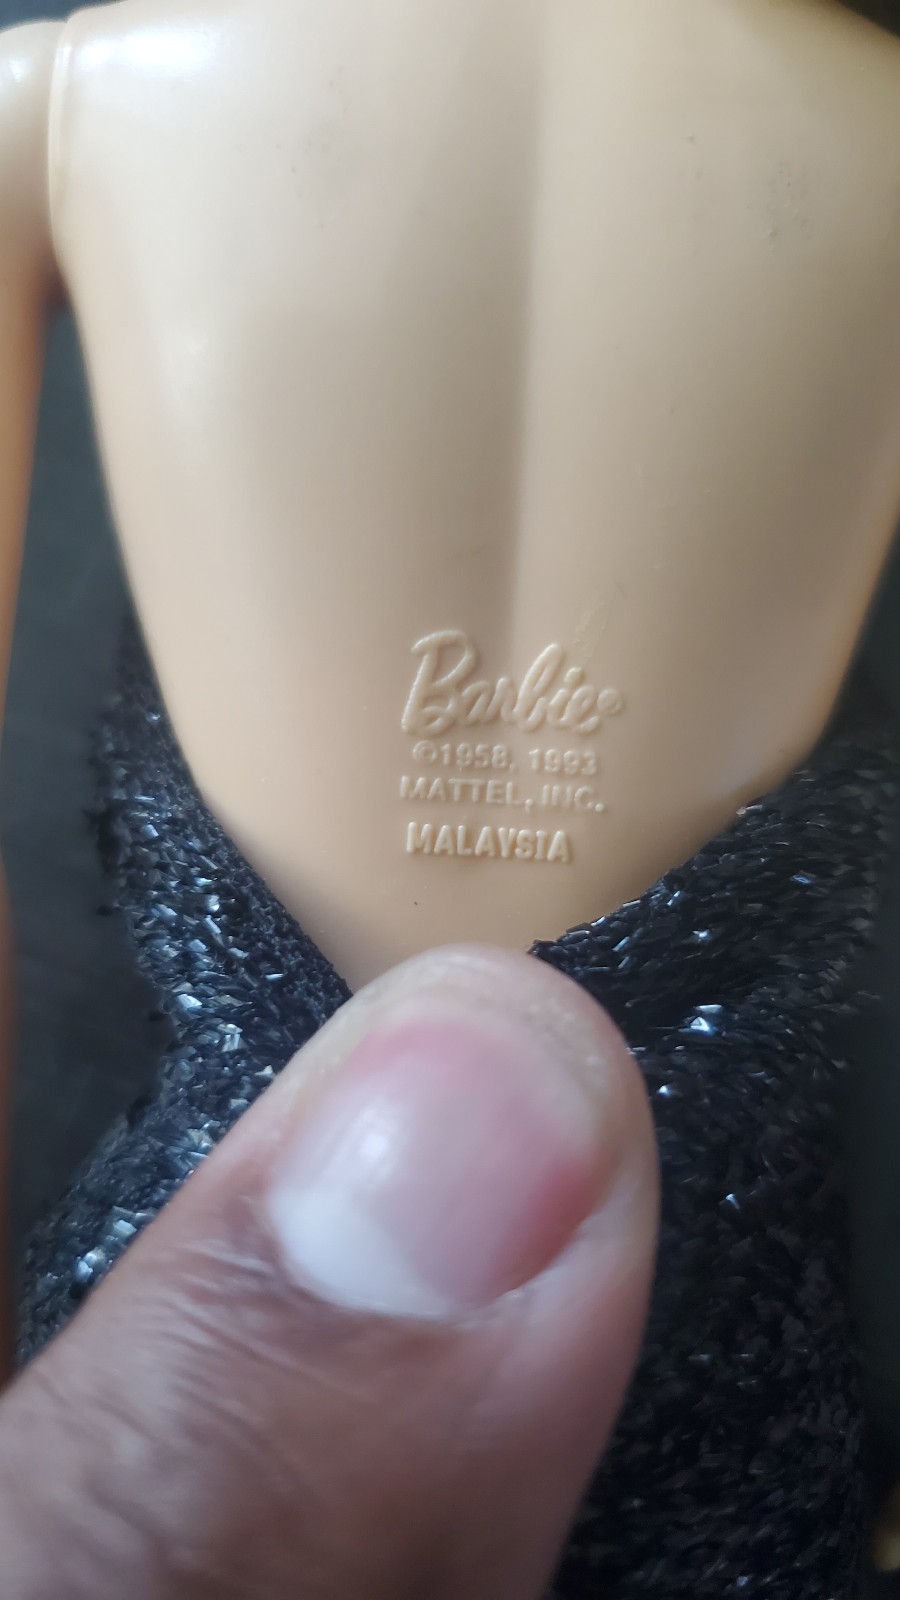 Barbie®
©1958, 1993
MATTEL, INC.
MALAYSIA